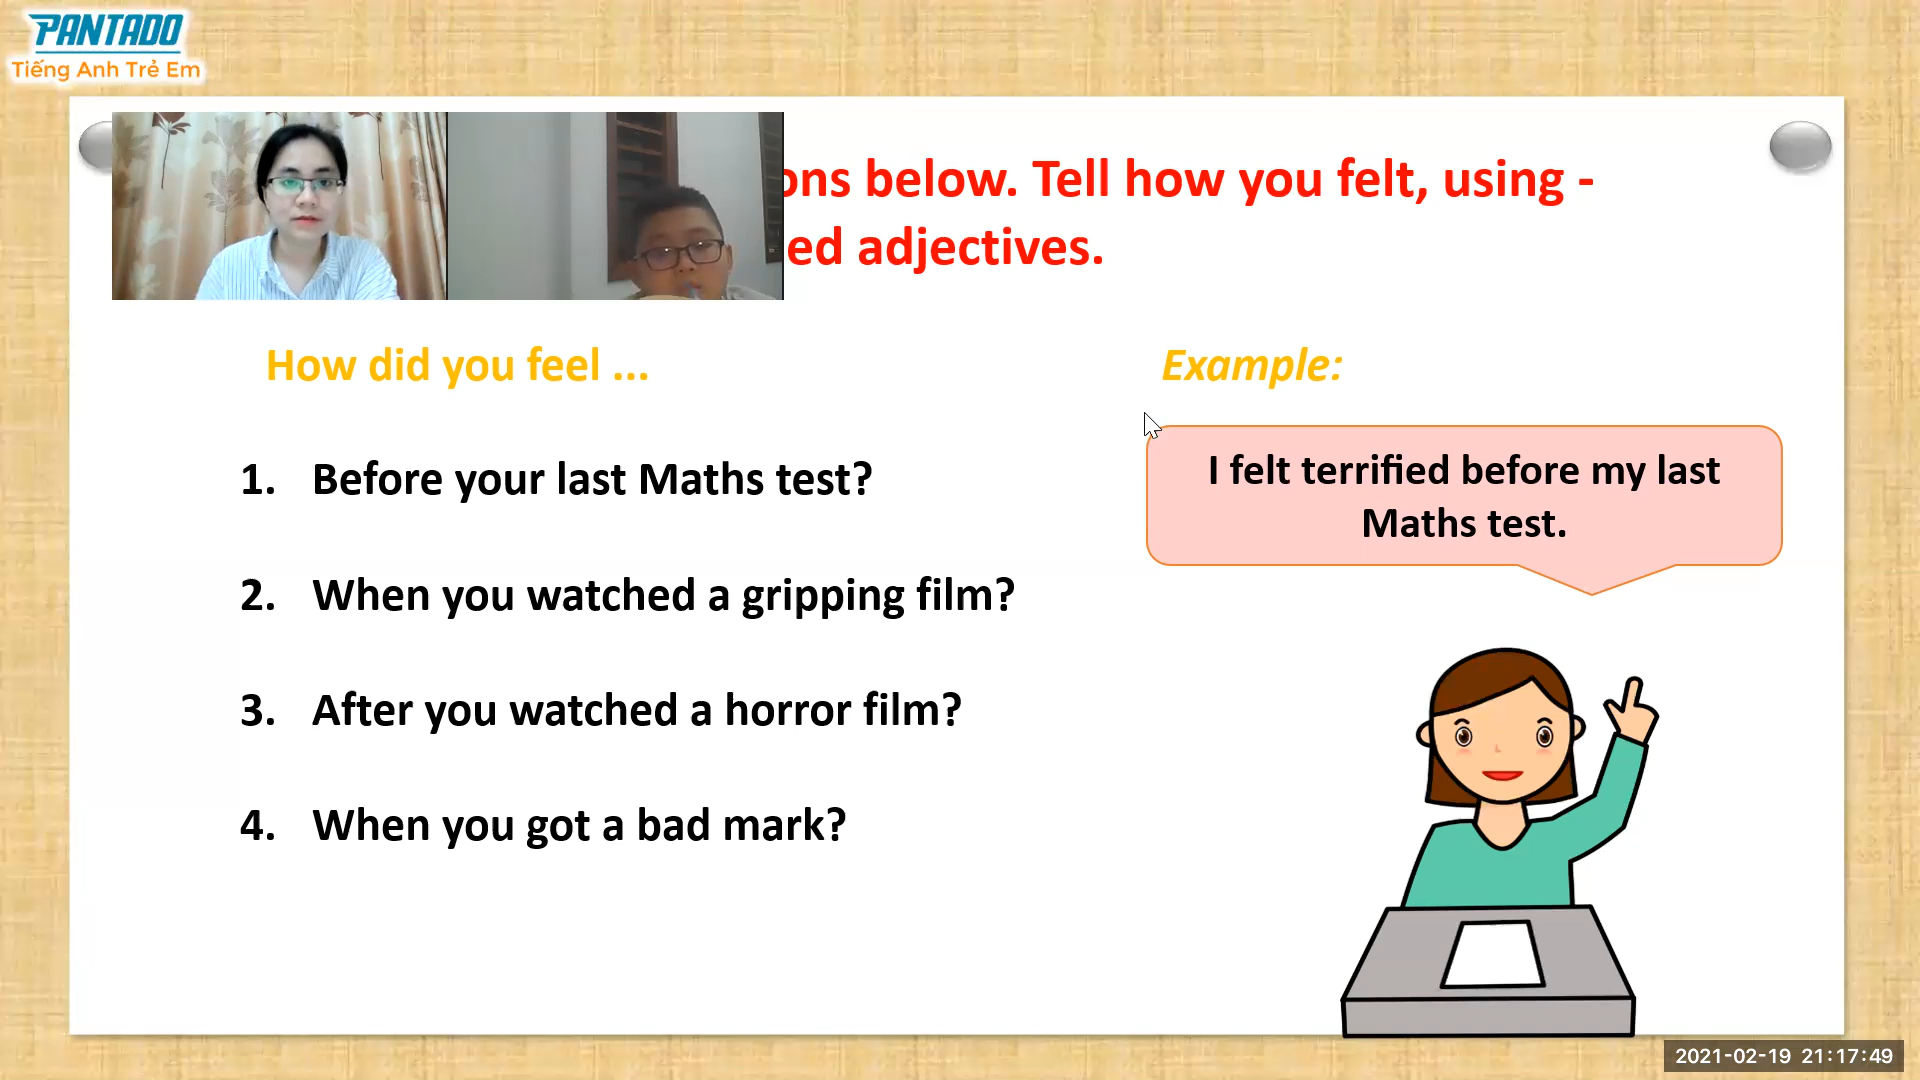 PANTADO
Tiếng Anh Trẻ Em
below. Tell how you felt, using -
ed adjectives.
How did you feel ...
Example:
1. Before your last Maths test?
I felt terrified before my last
Maths test.
2. When you watched a gripping film?
3. After you watched a horror film?
4. When you got a bad mark?
2021-02-19 21:17:49